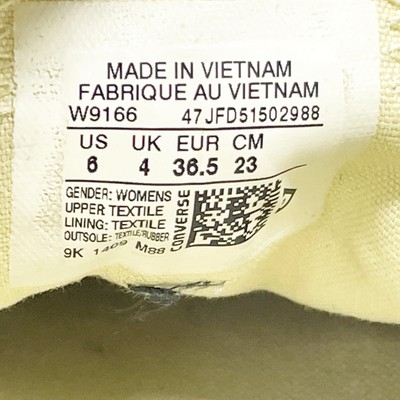 MADE IN VIETNAM
FABRIQUE AU VIETNAM
W9166 47JFD51502988
US UK EUR CM
6 4 36.5 23
GENDER: WOMENS
UPPER: TEXTILE
LINING: TEXTILE
OUTSOLE: TEXTILE/RUBBER
9K 1409 M88
CONVERSE